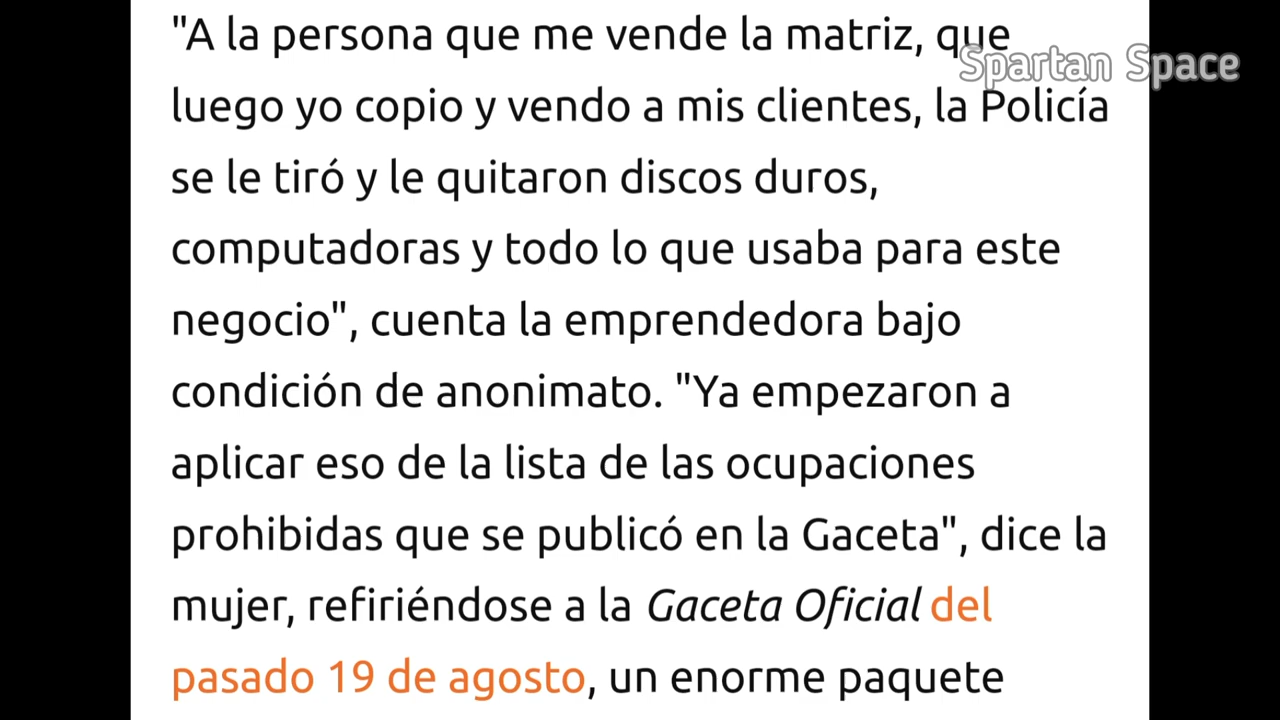 "A la persona que me vende la matriz, que
Spartan Space
luego yo copio y vendo a mis clientes, la Policía
se le tiró y le quitaron discos duros,
computadoras y todo lo que usaba para este
negocio", cuenta la emprendedora bajo
condición de anonimato. "Ya empezaron a
aplicar eso de la lista de las ocupaciones
prohibidas que se publicó en la Gaceta", dice la
mujer, refiriéndose a la Gaceta Oficial del
pasado 19 de agosto, un enorme paquete